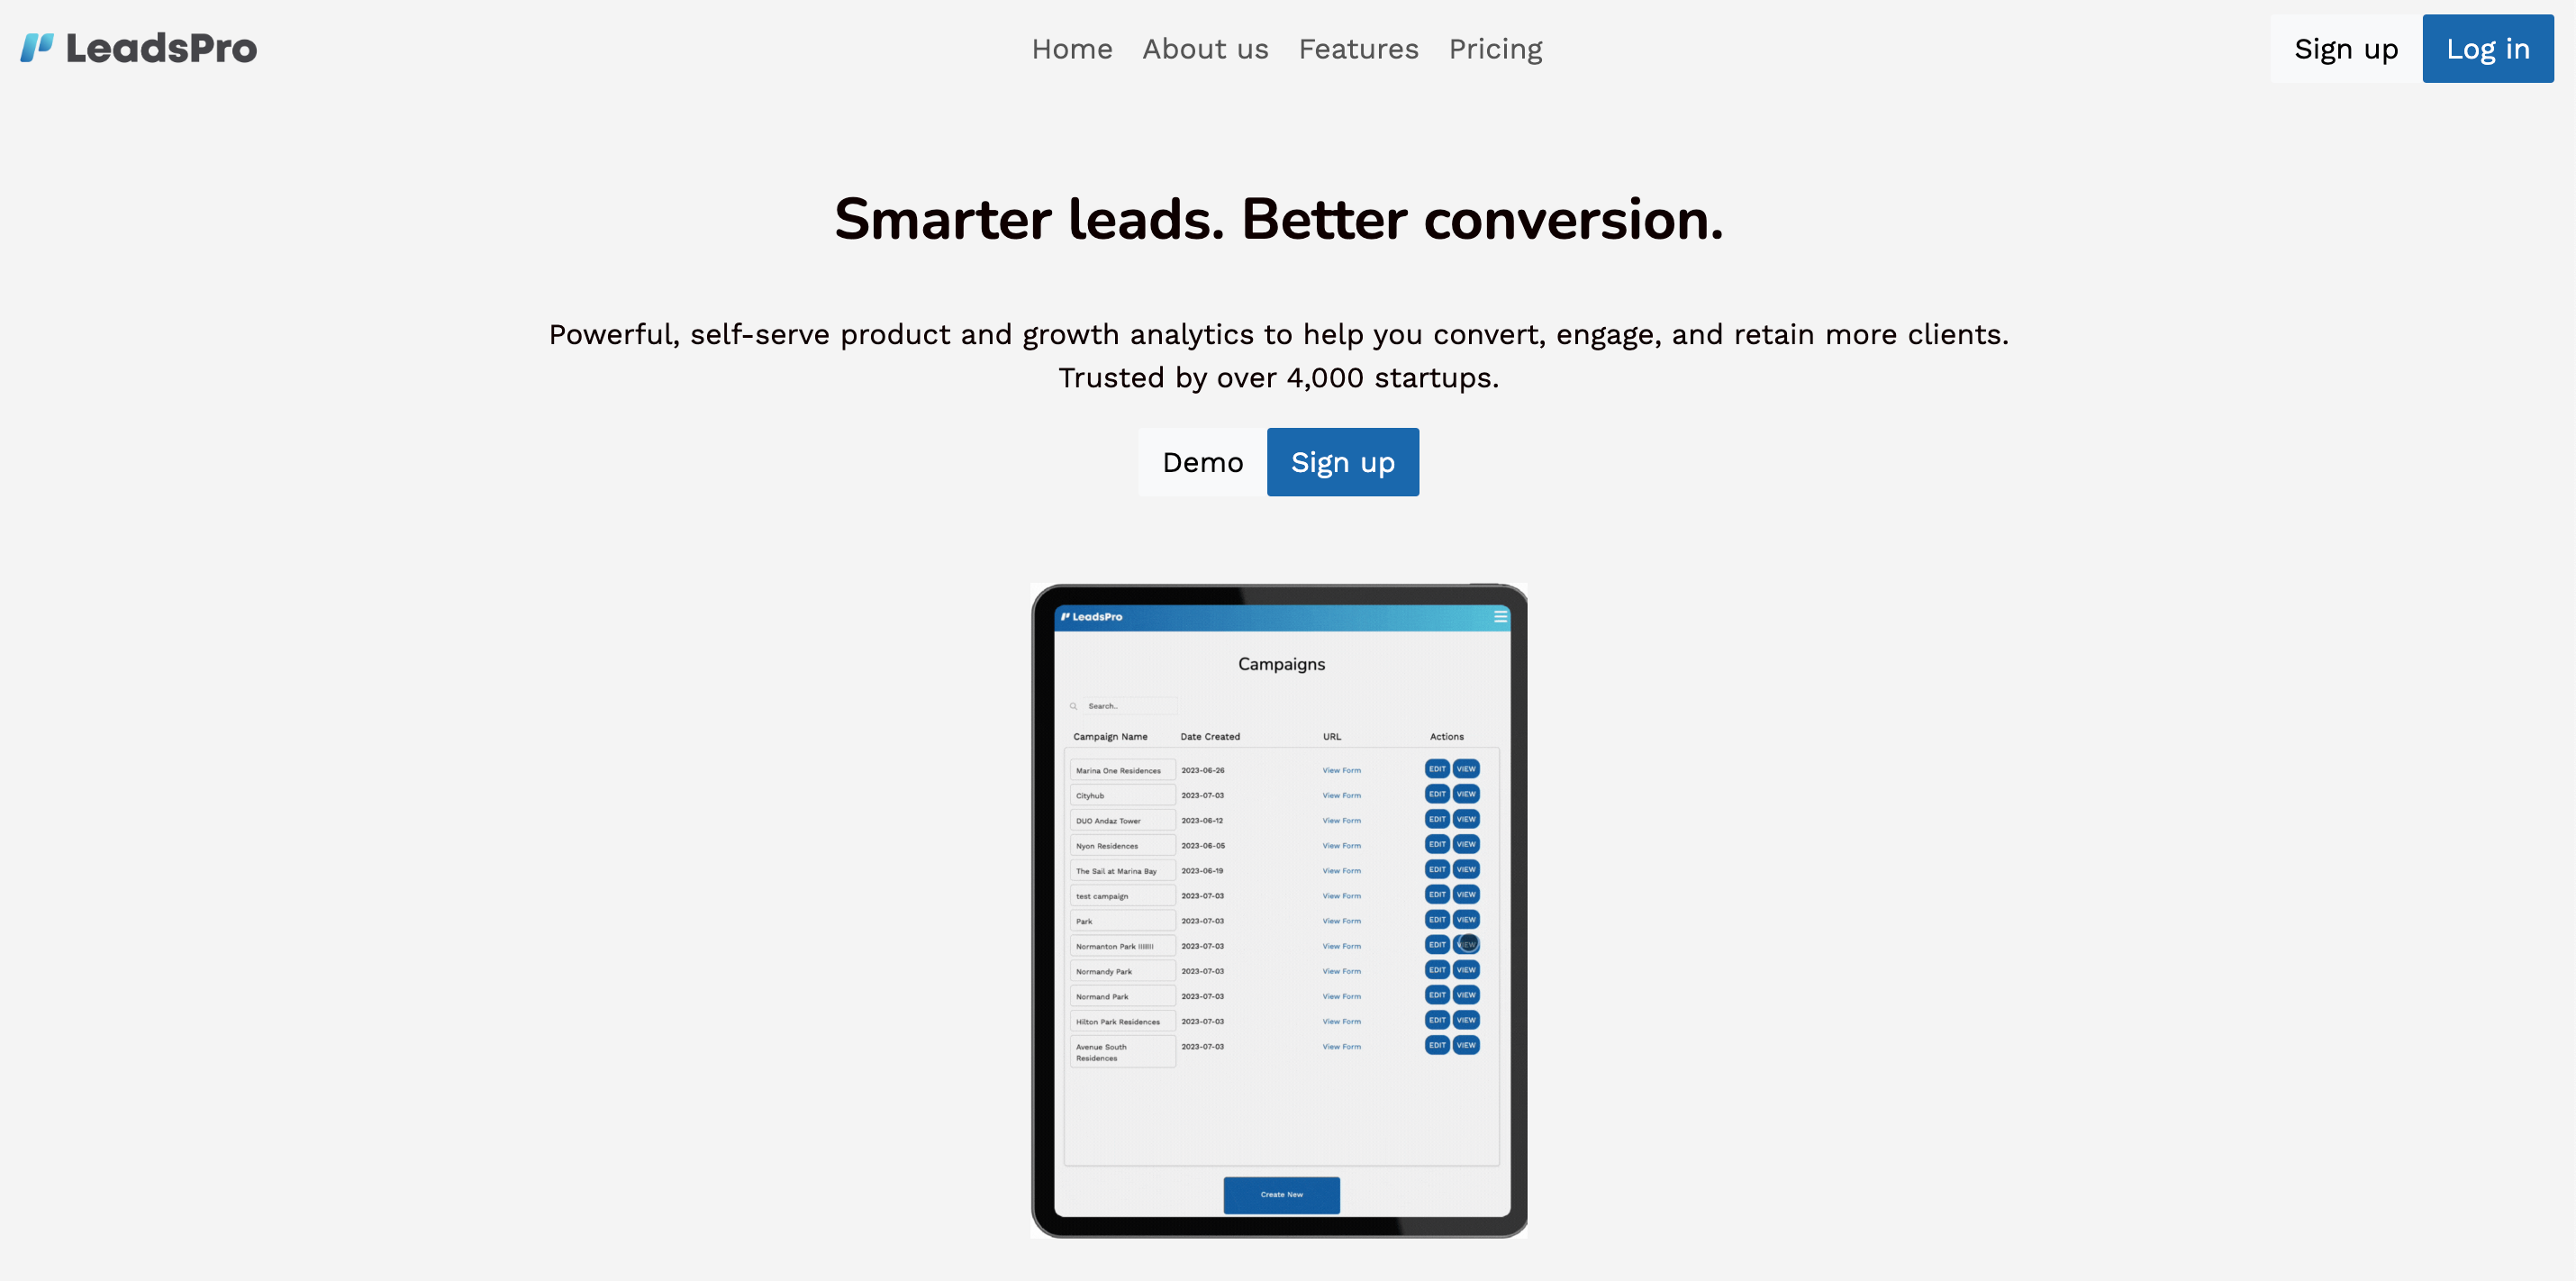 LeadsPro
Home About us Features Pricing
Sign up Log in
Smarter leads. Better conversion.
Powerful, self-serve product and growth analytics to help you convert, engage, and retain more clients.
Trusted by over 4,000 startups.
Demo Sign up
LeadsPro
Campaigns
Search..
Campaign Name Date Created URL Actions
Marina One Residences 2023-06-26 View Form EDIT VIEW
Cityhub 2023-07-03 View Form EDIT VIEW
DUO Andaz Tower 2023-06-12 View Form EDIT VIEW
Nyon Residences 2023-06-05 View Form EDIT VIEW
The Sail at Marina Bay 2023-06-19 View Form EDIT VIEW
test campaign 2023-07-03 View Form EDIT VIEW
Park 2023-07-03 View Form EDIT VIEW
Normanton Park 2023-07-03 View Form EDIT VIEW
Normandy Park 2023-07-03 View Form EDIT VIEW
Normand Park 2023-07-03 View Form EDIT VIEW
Hilton Park Residences 2023-07-03 View Form EDIT VIEW
Avenue South 2023-07-03 View Form EDIT VIEW
Residences
Create New